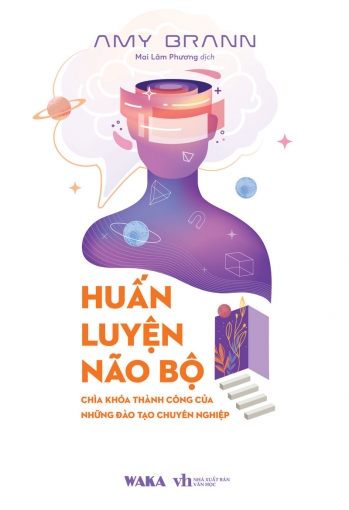 AMY BRANN
Mai Lâm Phương dịch
HUẤN
LUYỆN
NÃO BỘ
CHÌA KHÓA THÀNH CÔNG CỦA
NHỮNG ĐÀO TẠO CHUYÊN NGHIỆP
WAKA
vh
NHÀ XUẤT BẢN
VĂN HỌC